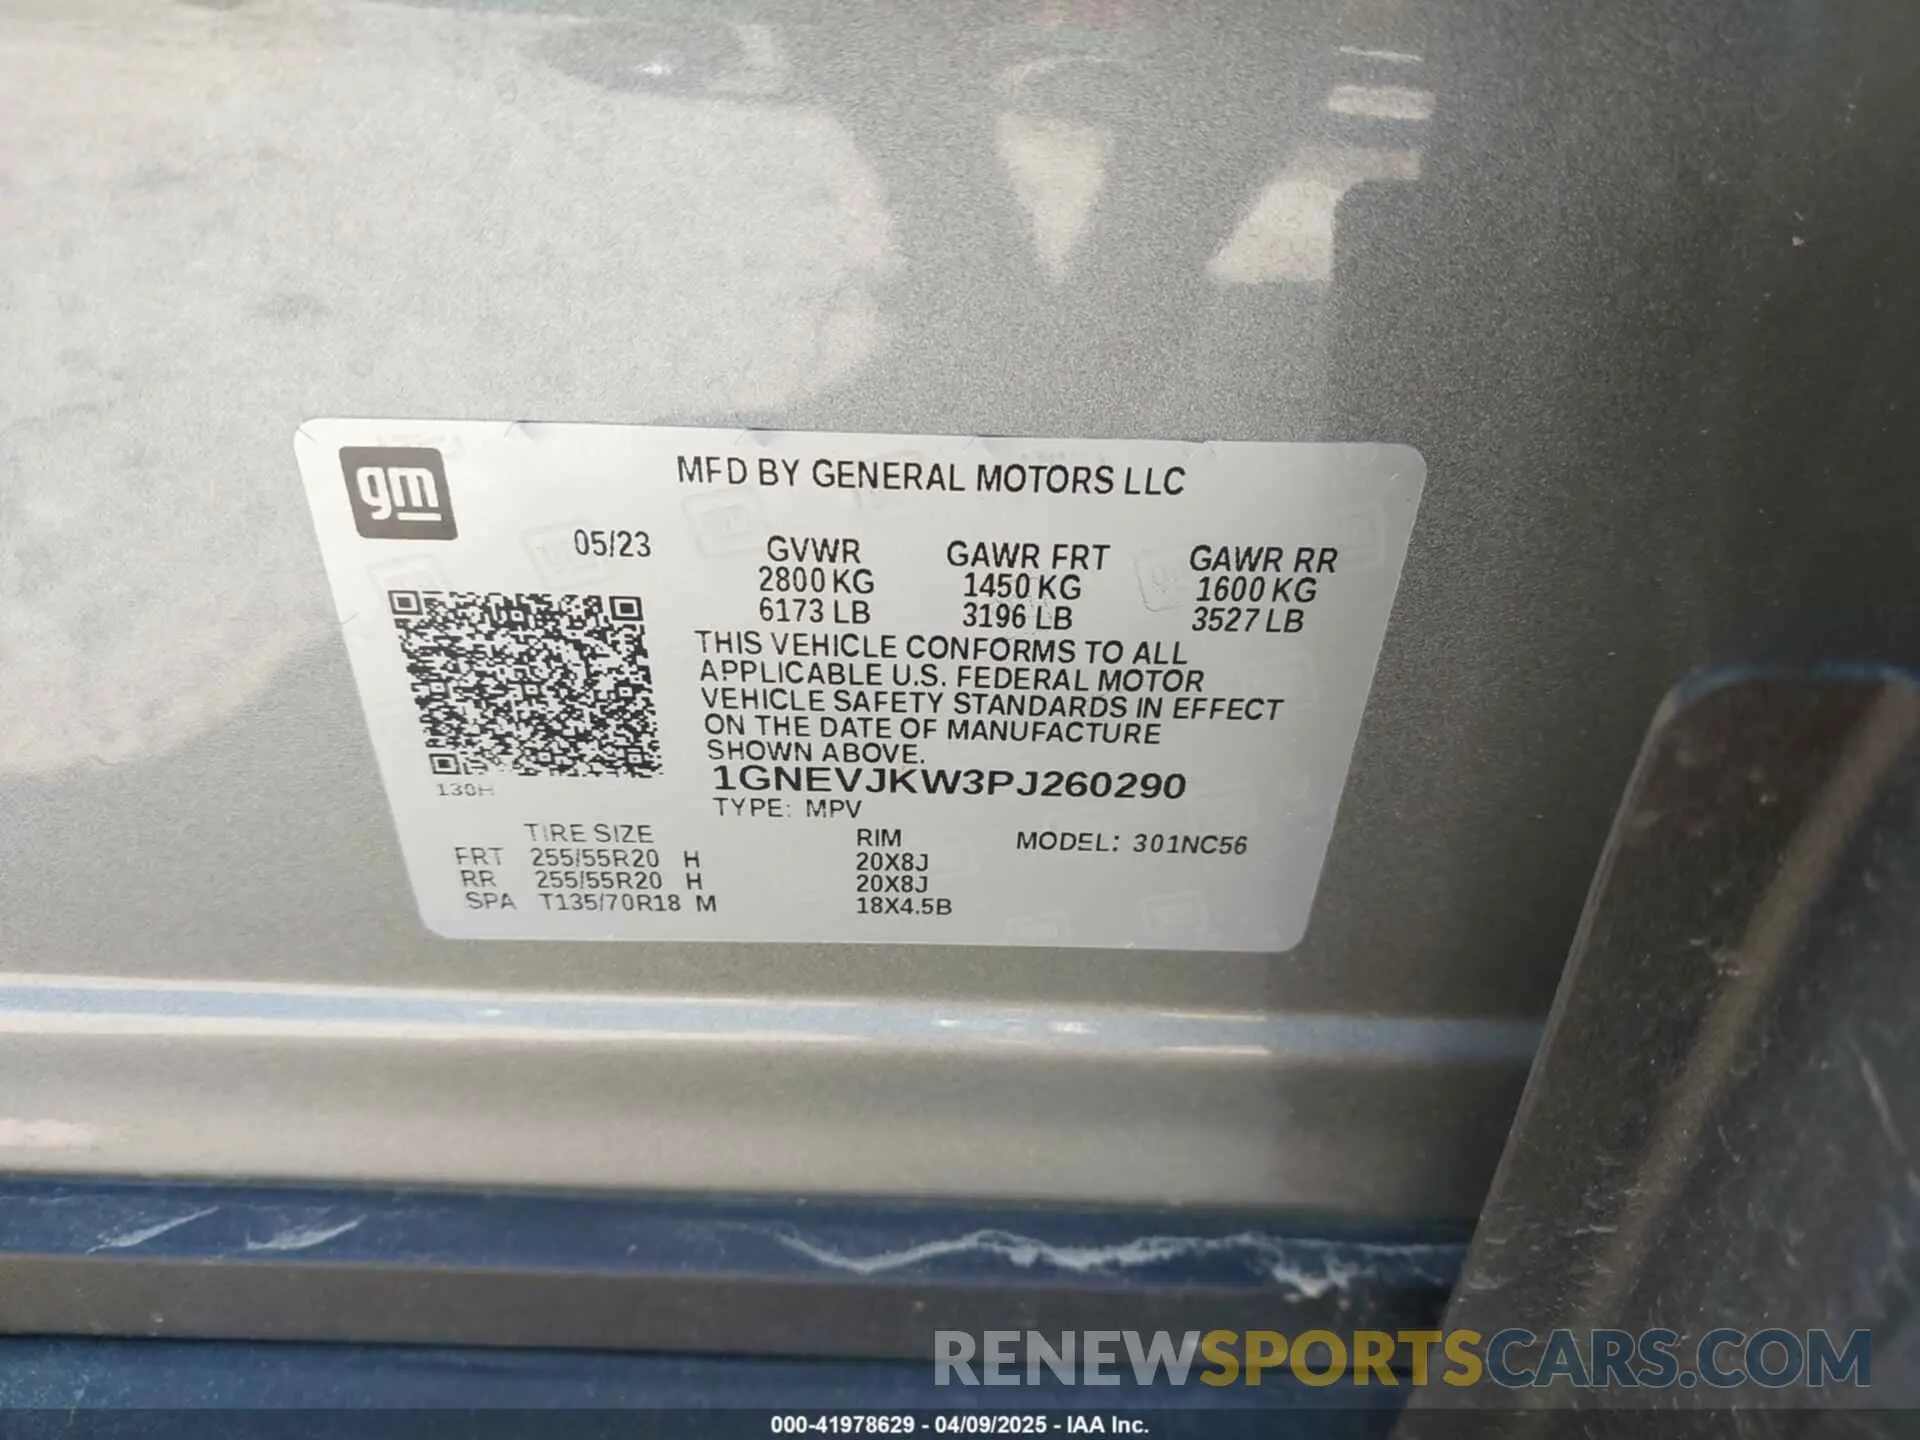 gm
MFD BY GENERAL MOTORS LLC
05/23
GVWR GAWR FRT GAWR RR
2800 KG 1450 KG 1600 KG
6173 LB 3196 LB 3527 LB
THIS VEHICLE CONFORMS TO ALL
APPLICABLE U.S. FEDERAL MOTOR
VEHICLE SAFETY STANDARDS IN EFFECT
ON THE DATE OF MANUFACTURE
SHOWN ABOVE.
1GNEVJKW3PJ260290
130H
TYPE: MPV
TIRE SIZE RIM MODEL: 301NC56
FRT 255/55R20 H 20X8J
RR 255/55R20 H 20X8J
SPA T135/70R18 M 18X4.5B
RENEWSPORTSCARS.COM
000-41978629 - 04/09/2025 - IAA Inc.